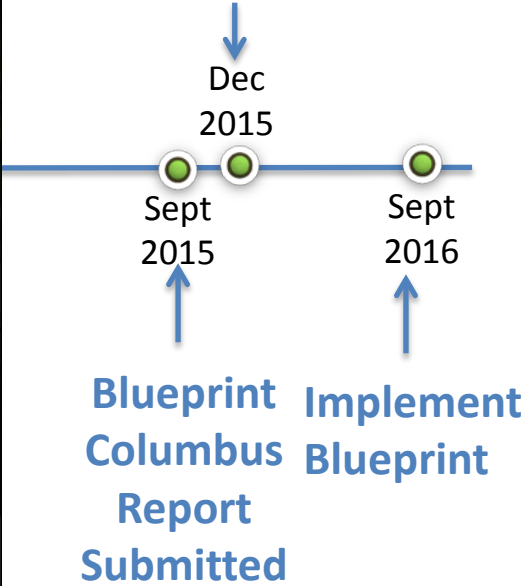 Dec
2015
Sept
2015
Sept
2016
Blueprint
Columbus
Report
Submitted
Implement
Blueprint